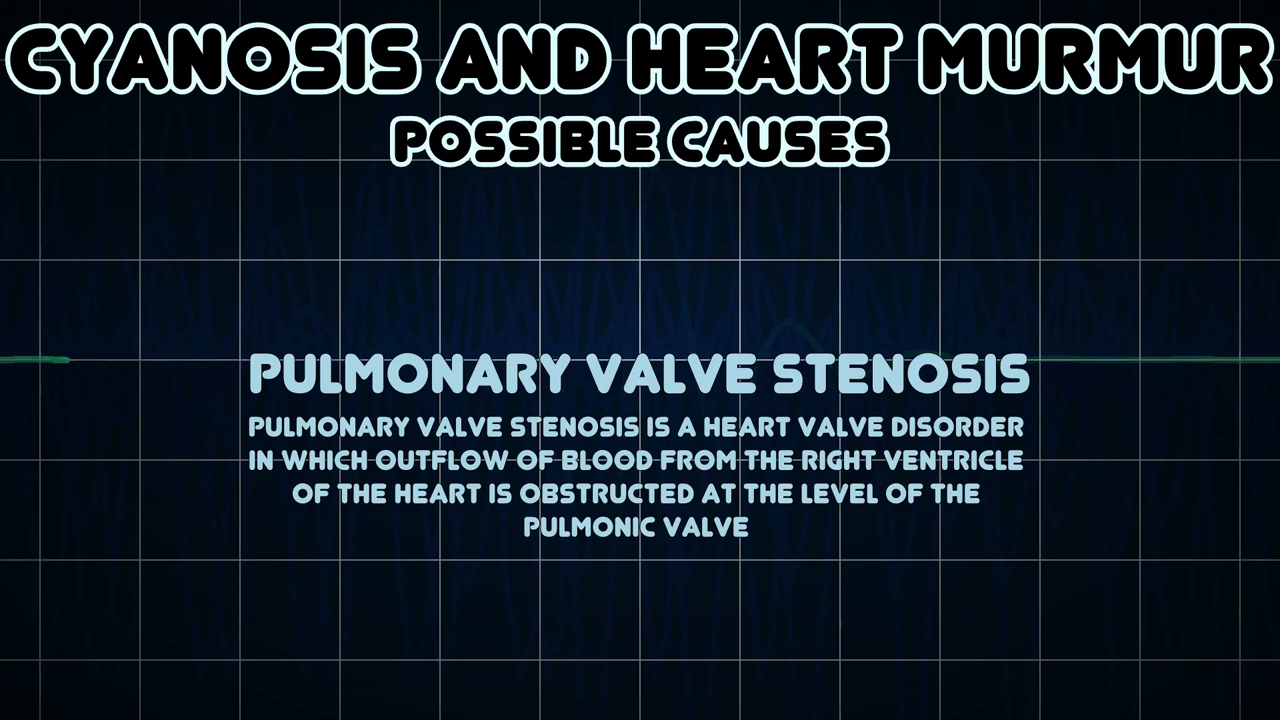 CYANOSIS AND HEART MURMUR
POSSIBLE CAUSES
PULMONARY VALVE STENOSIS
PULMONARY VALVE STENOSIS IS A HEART VALVE DISORDER
IN WHICH OUTFLOW OF BLOOD FROM THE RIGHT VENTRICLE
OF THE HEART IS OBSTRUCTED AT THE LEVEL OF THE
PULMONIC VALVE